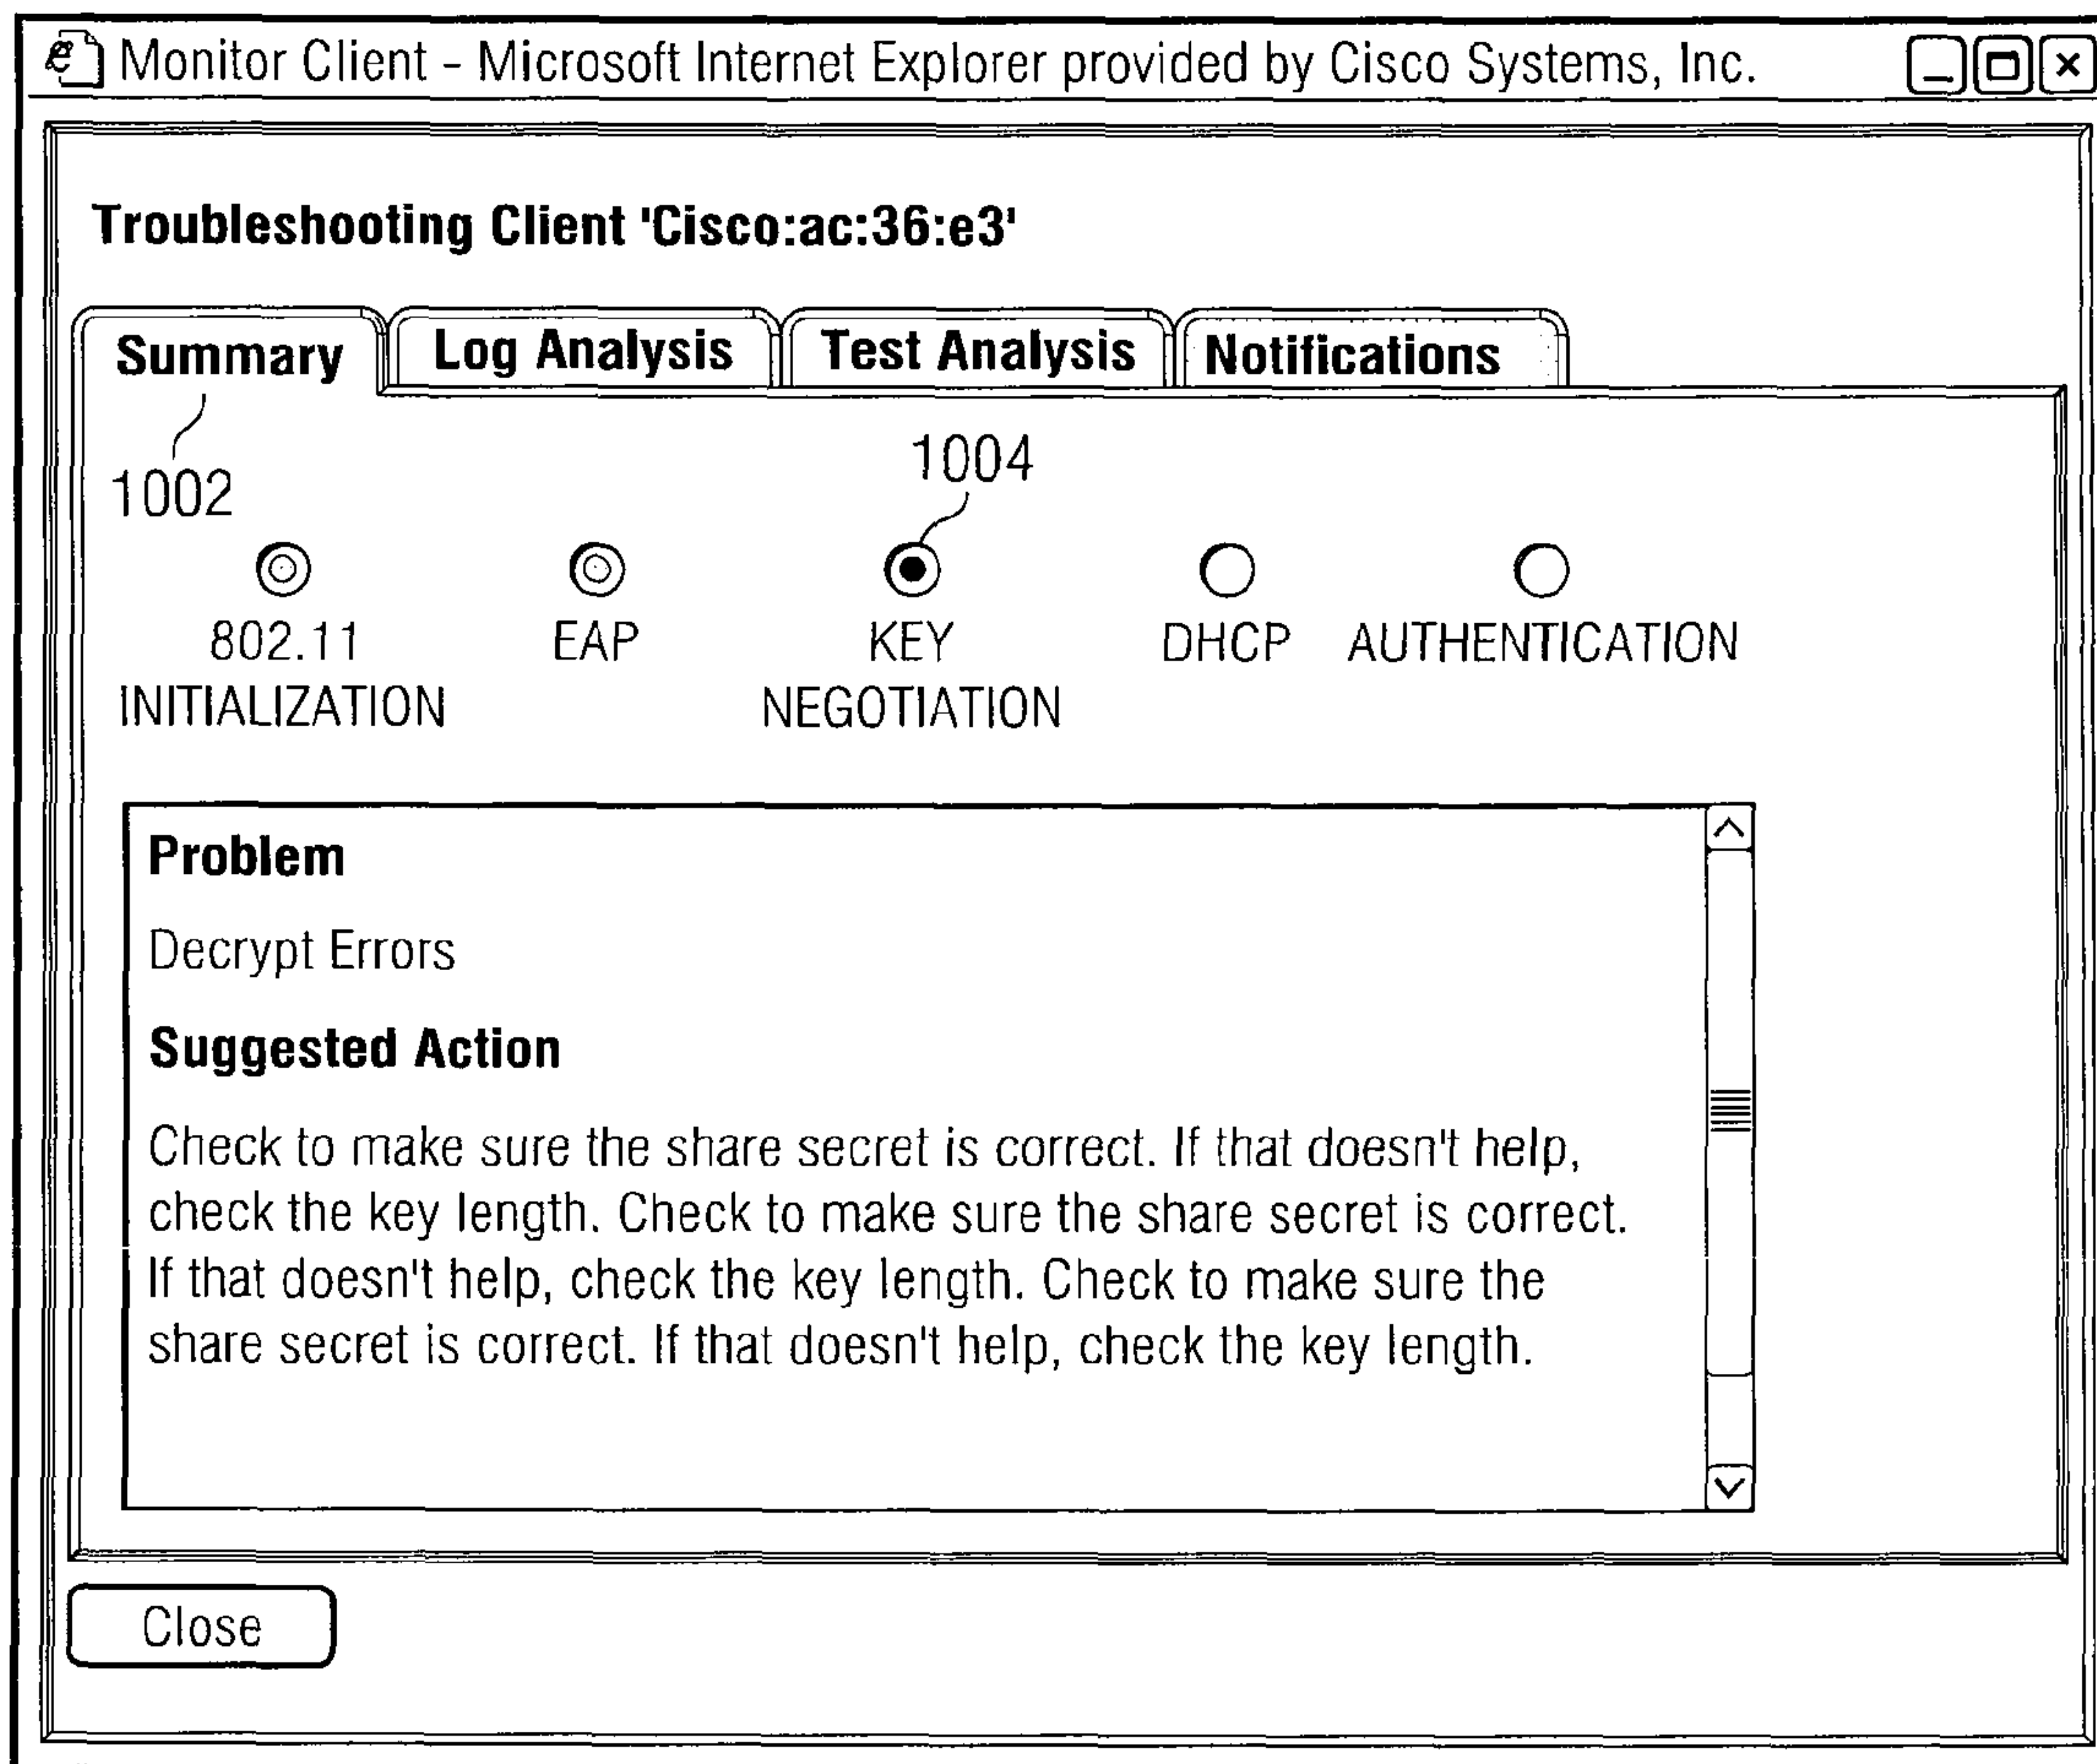 Monitor Client - Microsoft Internet Explorer provided by Cisco Systems, Inc.
Troubleshooting Client 'Cisco:ac:36:e3'
Summary Log Analysis Test Analysis Notifications
1002
1004
802.11 INITIALIZATION
EAP
KEY NEGOTIATION
DHCP
AUTHENTICATION
Problem
Decrypt Errors
Suggested Action
Check to make sure the share secret is correct. If that doesn't help,
check the key length. Check to make sure the share secret is correct.
If that doesn't help, check the key length. Check to make sure the
share secret is correct. If that doesn't help, check the key length.
Close